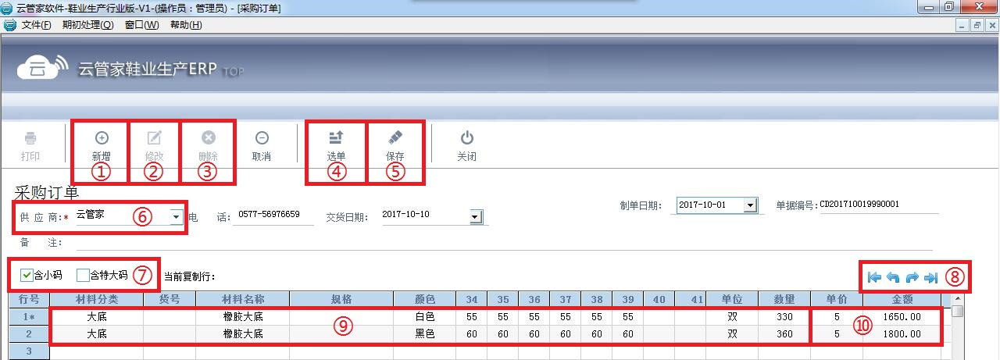 云管家软件-鞋业生产行业版-V1-(操作员：管理员) - [采购订单]
文件(F) 期初处理(Q) 窗口(W) 帮助(H)
云管家鞋业生产ERP TOP
打印 新增 修改 删除 取消 选单 保存 关闭
① ② ③ ④ ⑤
采购订单
供应商:* 云管家 ⑥ 电话: 0577-56976659 交货日期: 2017-10-10 制单日期: 2017-10-01 单据编号: CD201710019990001
备注:
含小码 含特大码 ⑦ 当前复制行: ⑧
行号 材料分类 货号 材料名称 规格 颜色 34 35 36 37 38 39 40 41 单位 数量 单价 金额
1* 大底 橡胶大底 白色 55 55 55 55 55 55 双 330 5 1650.00
⑨ ⑩
2 大底 橡胶大底 黑色 60 60 60 60 60 60 双 360 5 1800.00
3